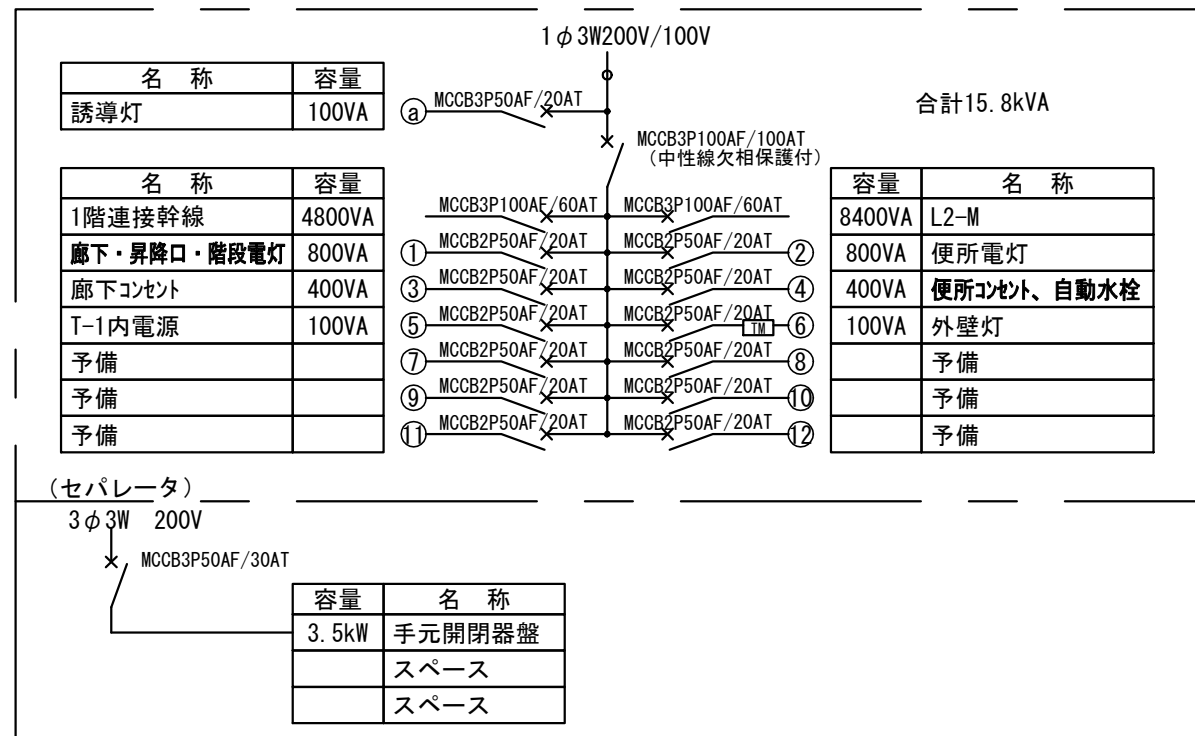 1φ3W200V/100V
名 称 容量
誘導灯 100VA ⓐ MCCB3P50AF/20AT
合計15.8kVA
MCCB3P100AF/100AT
（中性線欠相保護付）
名 称 容量 容量 名 称
1階連接幹線 4800VA MCCB3P100AF/60AT MCCB3P100AF/60AT 8400VA L2-M
廊下・昇降口・階段電灯 800VA ① MCCB2P50AF/20AT MCCB2P50AF/20AT ② 800VA 便所電灯
廊下ｺﾝｾﾝﾄ 400VA ③ MCCB2P50AF/20AT MCCB2P50AF/20AT ④ 400VA 便所ｺﾝｾﾝﾄ、自動水栓
T-1内電源 100VA ⑤ MCCB2P50AF/20AT MCCB2P50AF/20AT TM ⑥ 100VA 外壁灯
予備 ⑦ MCCB2P50AF/20AT MCCB2P50AF/20AT ⑧ 予備
予備 ⑨ MCCB2P50AF/20AT MCCB2P50AF/20AT ⑩ 予備
予備 ⑪ MCCB2P50AF/20AT MCCB2P50AF/20AT ⑫ 予備
（セパレータ）
3φ3W 200V
MCCB3P50AF/30AT
容量 名 称
3.5kW 手元開閉器盤
スペース
スペース